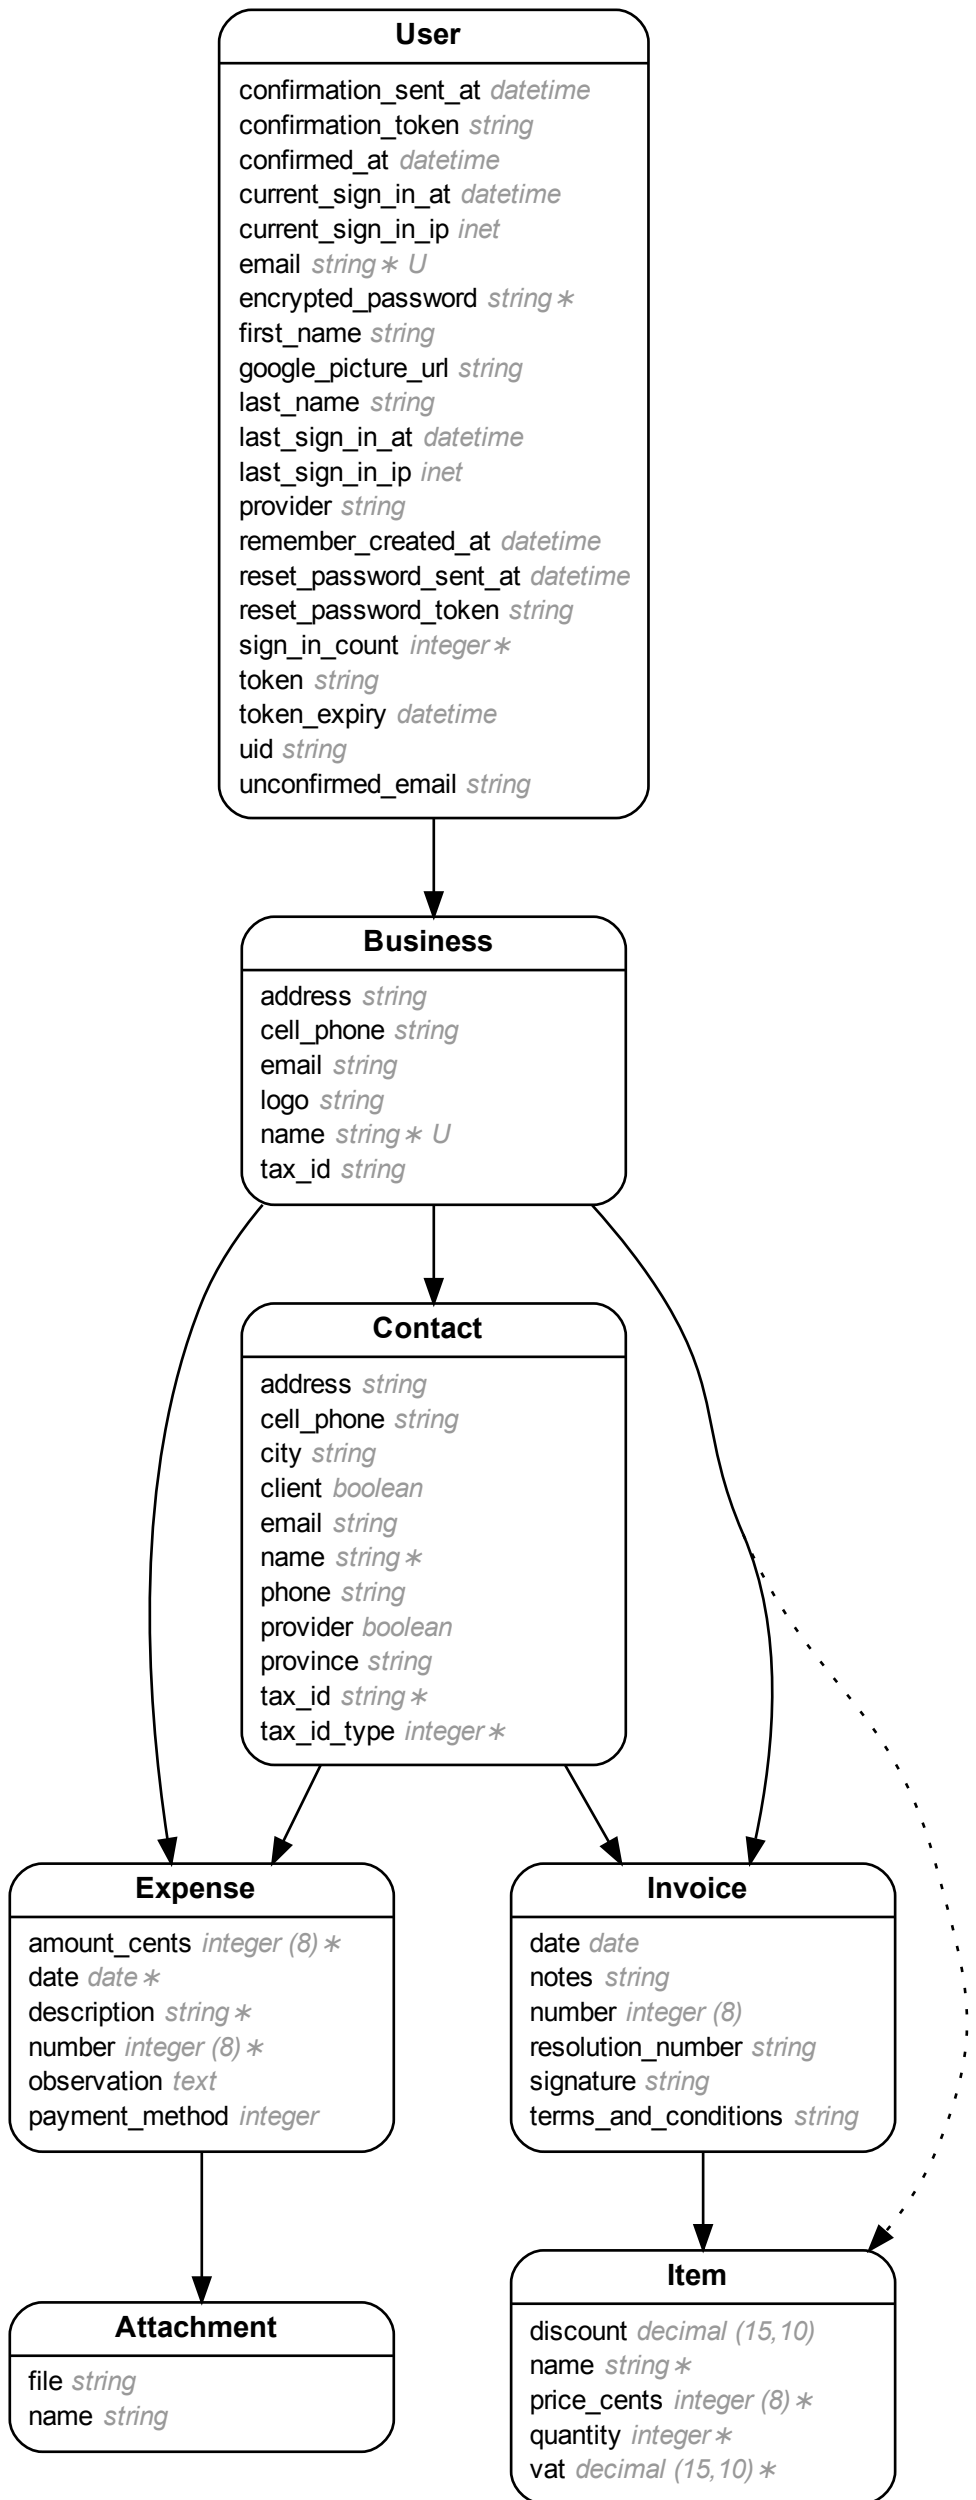 User
confirmation_sent_at datetime
confirmation_token string
confirmed_at datetime
current_sign_in_at datetime
current_sign_in_ip inet
email string∗ U
encrypted_password string∗
first_name string
google_picture_url string
last_name string
last_sign_in_at datetime
last_sign_in_ip inet
provider string
remember_created_at datetime
reset_password_sent_at datetime
reset_password_token string
sign_in_count integer∗
token string
token_expiry datetime
uid string
unconfirmed_email string
Business
address string
cell_phone string
email string
logo string
name string∗ U
tax_id string
Contact
address string
cell_phone string
city string
client boolean
email string
name string∗
phone string
provider boolean
province string
tax_id string∗
tax_id_type integer∗
Expense
amount_cents integer (8)∗
date date∗
description string∗
number integer (8)∗
observation text
payment_method integer
Invoice
date date
notes string
number integer (8)
resolution_number string
signature string
terms_and_conditions string
Attachment
file string
name string
Item
discount decimal (15,10)
name string∗
price_cents integer (8)∗
quantity integer∗
vat decimal (15,10)∗